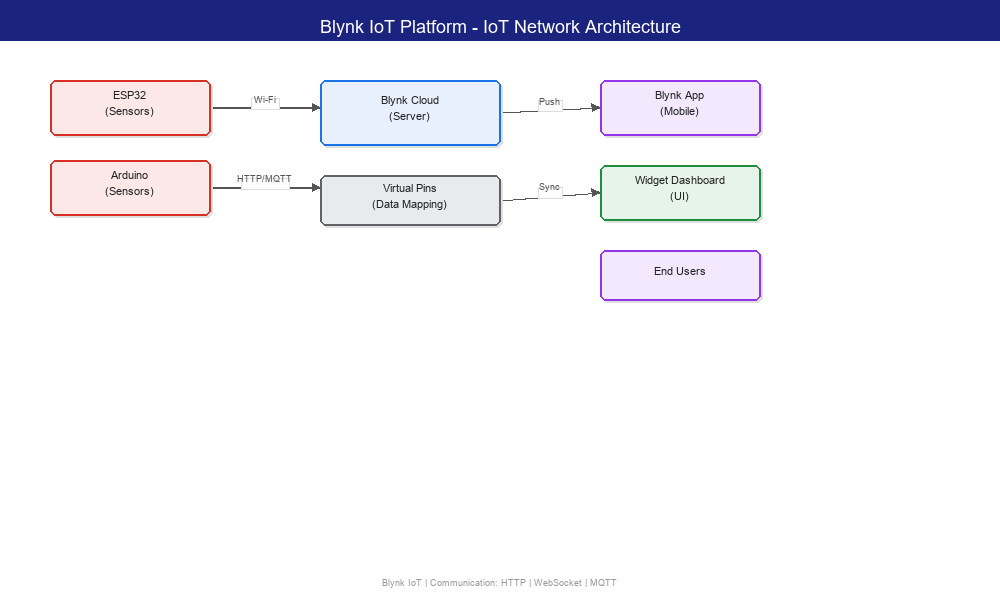 Blynk IoT Platform - IoT Network Architecture
ESP32
(Sensors)
Wi-Fi
Blynk Cloud
(Server)
Push
Blynk App
(Mobile)
Arduino
(Sensors)
HTTP/MQTT
Virtual Pins
(Data Mapping)
Sync
Widget Dashboard
(UI)
End Users
Blynk IoT | Communication: HTTP | WebSocket | MQTT